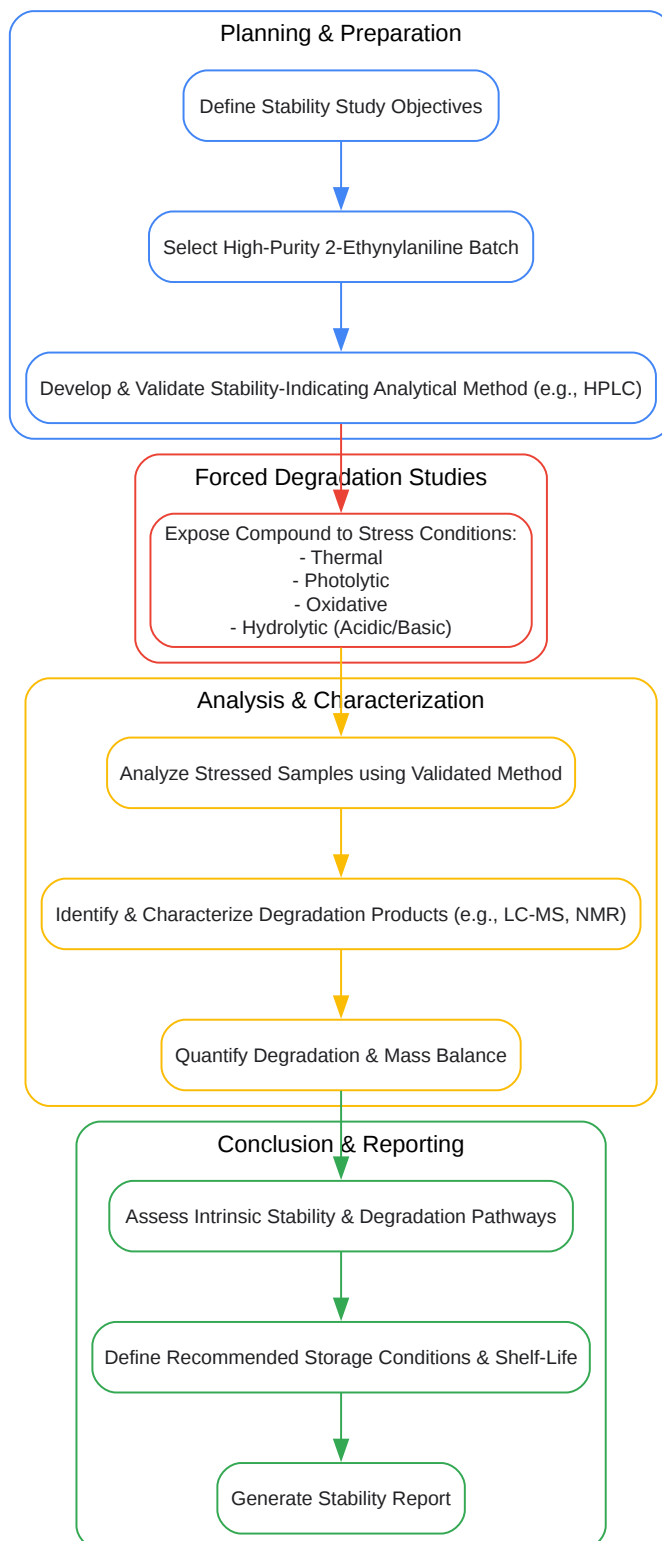 Planning & Preparation
Define Stability Study Objectives
Select High-Purity 2-Ethynylaniline Batch
Develop & Validate Stability-Indicating Analytical Method (e.g., HPLC)
Forced Degradation Studies
Expose Compound to Stress Conditions:
- Thermal
- Photolytic
- Oxidative
- Hydrolytic (Acidic/Basic)
Analysis & Characterization
Analyze Stressed Samples using Validated Method
Identify & Characterize Degradation Products (e.g., LC-MS, NMR)
Quantify Degradation & Mass Balance
Conclusion & Reporting
Assess Intrinsic Stability & Degradation Pathways
Define Recommended Storage Conditions & Shelf-Life
Generate Stability Report